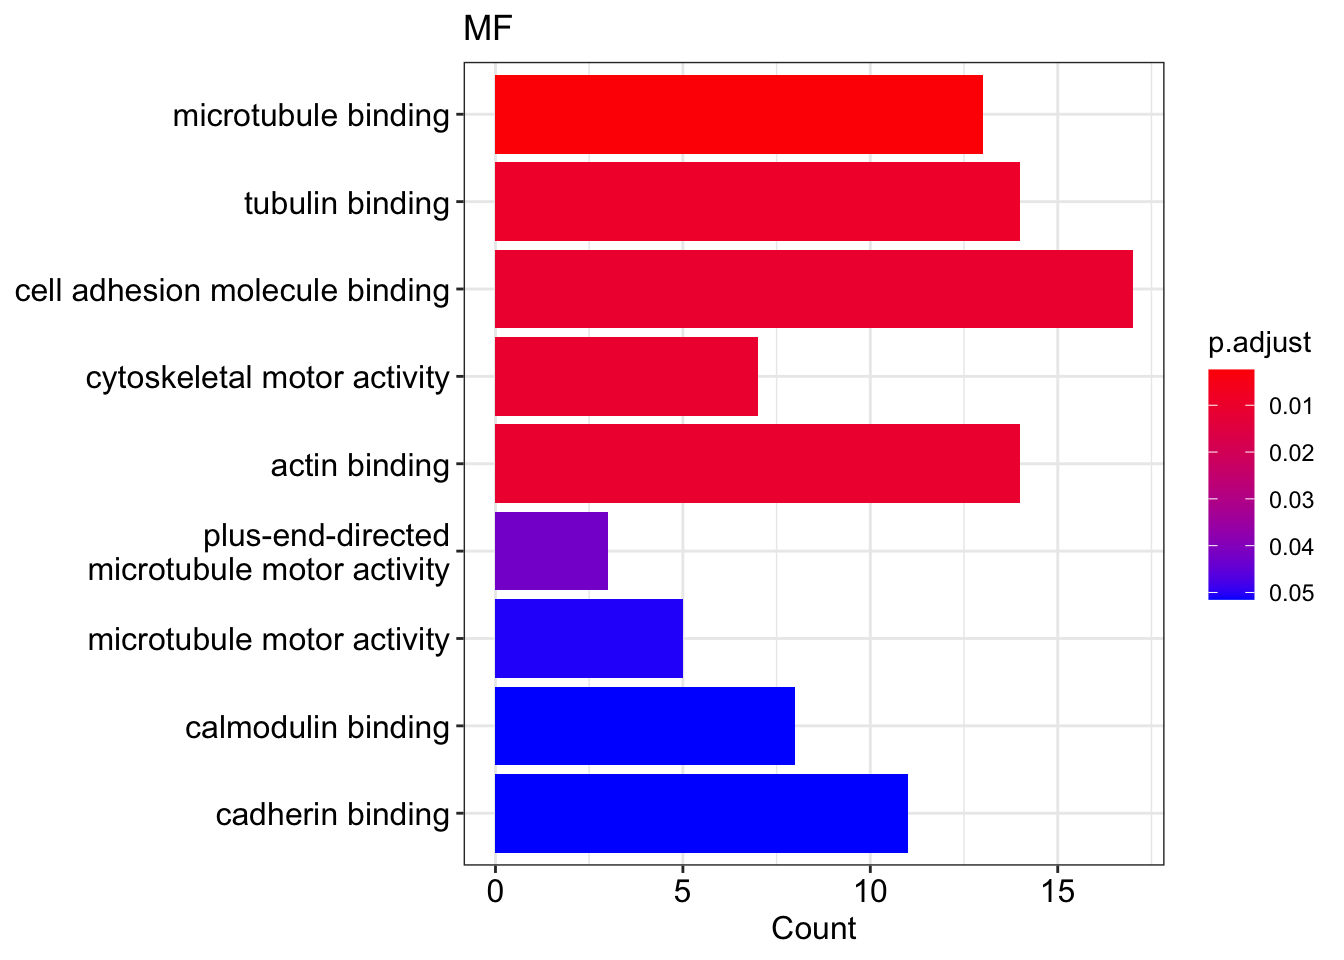 MF
microtubule binding
tubulin binding
cell adhesion molecule binding
cytoskeletal motor activity
actin binding
plus-end-directed
microtubule motor activity
microtubule motor activity
calmodulin binding
cadherin binding
0 5 10 15
Count
p.adjust
0.01
0.02
0.03
0.04
0.05